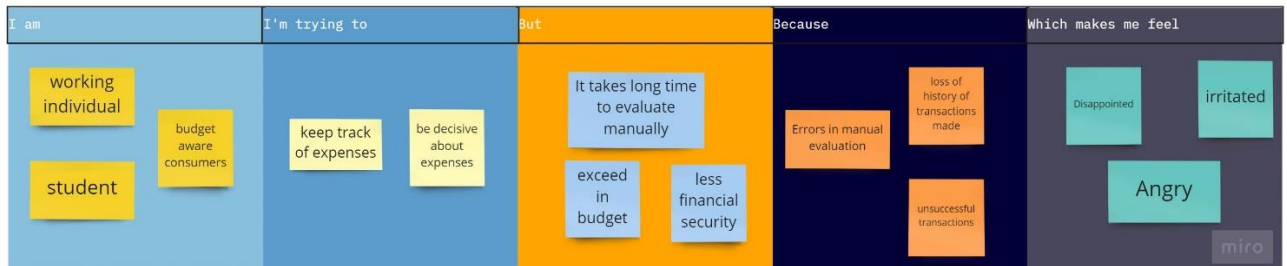 I am
I'm trying to
But
Because
Which makes me feel
working
individual
budget
aware
consumers
student
keep track
of expenses
be decisive
about
expenses
It takes long time
to evaluate
manually
exceed
in
budget
less
financial
security
Errors in manual
evaluation
loss of
history of
transactions
made
unsuccessful
transactions
Disappointed
irritated
Angry
miro